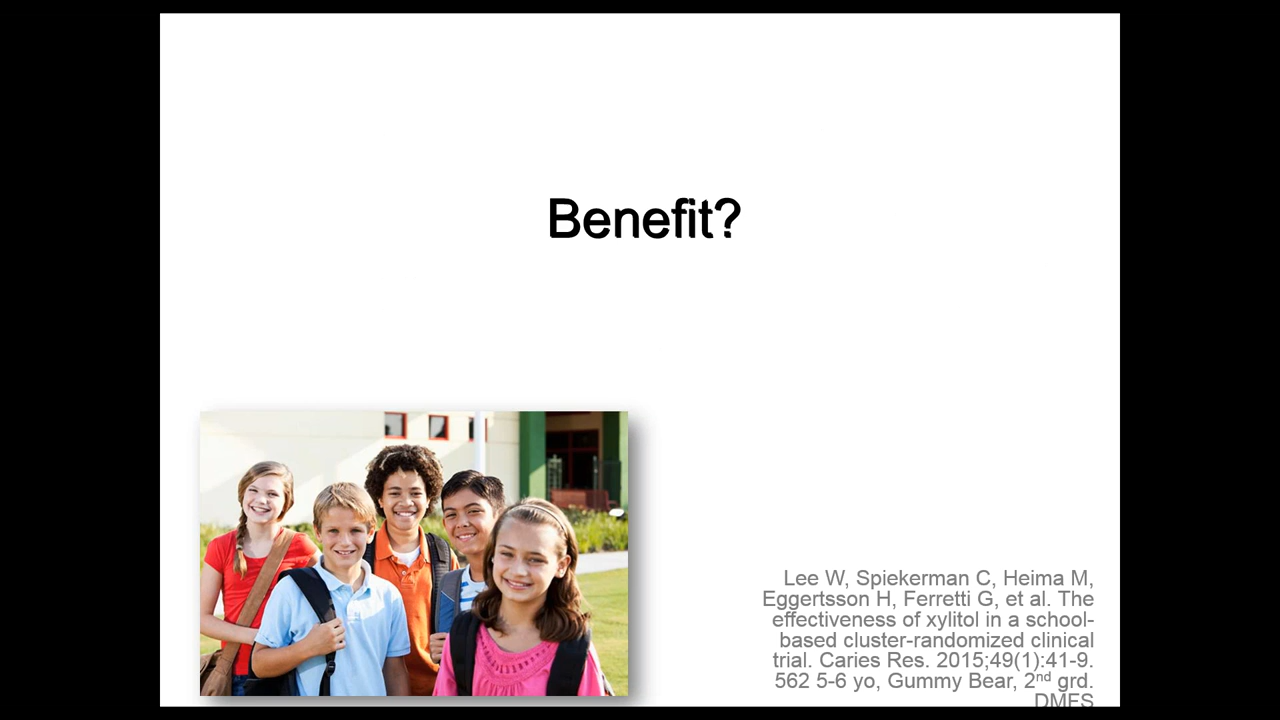 Benefit?
Lee W, Spiekerman C, Heima M,
Eggertsson H, Ferretti G, et al. The
effectiveness of xylitol in a school-
based cluster-randomized clinical
trial. Caries Res. 2015;49(1):41-9.
562 5-6 yo, Gummy Bear, 2nd grd.
DMFS